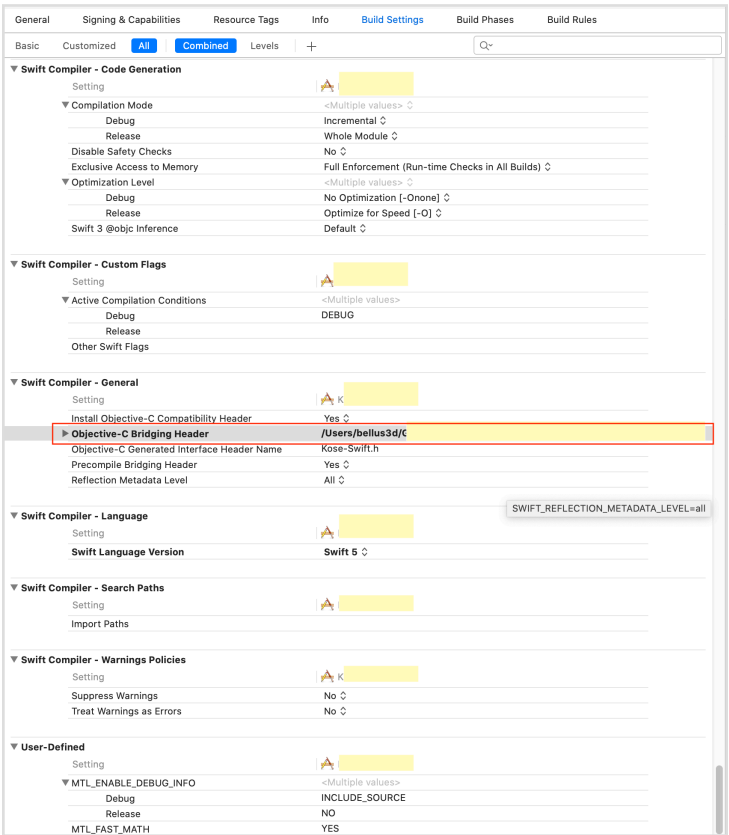 General Signing & Capabilities Resource Tags Info Build Settings Build Phases Build Rules
Basic Customized All Combined Levels +
Swift Compiler - Code Generation
Setting
Compilation Mode <Multiple values>
Debug Incremental
Release Whole Module
Disable Safety Checks No
Exclusive Access to Memory Full Enforcement (Run-time Checks in All Builds)
Optimization Level <Multiple values>
Debug No Optimization [-Onone]
Release Optimize for Speed [-O]
Swift 3 @objc Inference Default
Swift Compiler - Custom Flags
Setting
Active Compilation Conditions <Multiple values>
Debug DEBUG
Release
Other Swift Flags
Swift Compiler - General
Setting K
Install Objective-C Compatibility Header Yes
Objective-C Bridging Header /Users/bellus3d/
Objective-C Generated Interface Header Name Kose-Swift.h
Precompile Bridging Header Yes
Reflection Metadata Level All
SWIFT_REFLECTION_METADATA_LEVEL=all
Swift Compiler - Language
Setting
Swift Language Version Swift 5
Swift Compiler - Search Paths
Setting
Import Paths
Swift Compiler - Warnings Policies
Setting K
Suppress Warnings No
Treat Warnings as Errors No
User-Defined
Setting
MTL_ENABLE_DEBUG_INFO <Multiple values>
Debug INCLUDE_SOURCE
Release NO
MTL_FAST_MATH YES